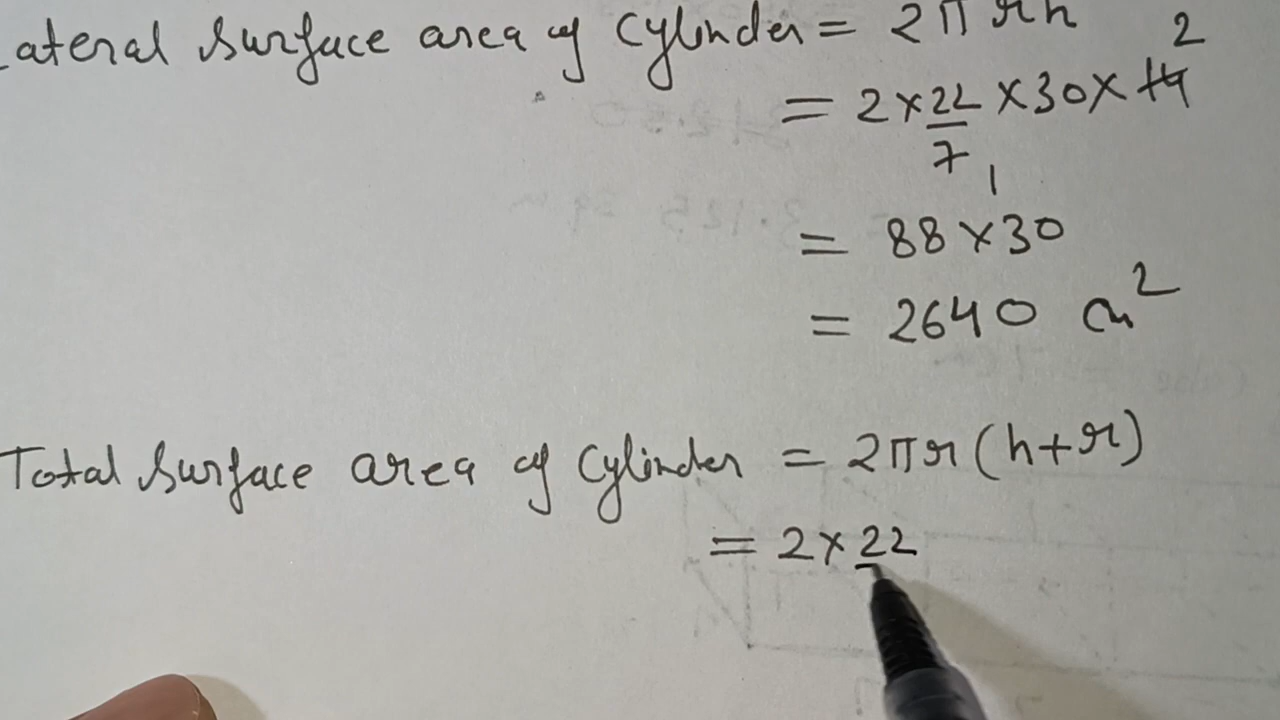 Lateral surface area of cylinder = 2πrh
= 2 × 22/7 × 30 × 14 2
1
= 88 × 30
= 2640 cm²
Total surface area of cylinder = 2πr(h+r)
= 2 × 22